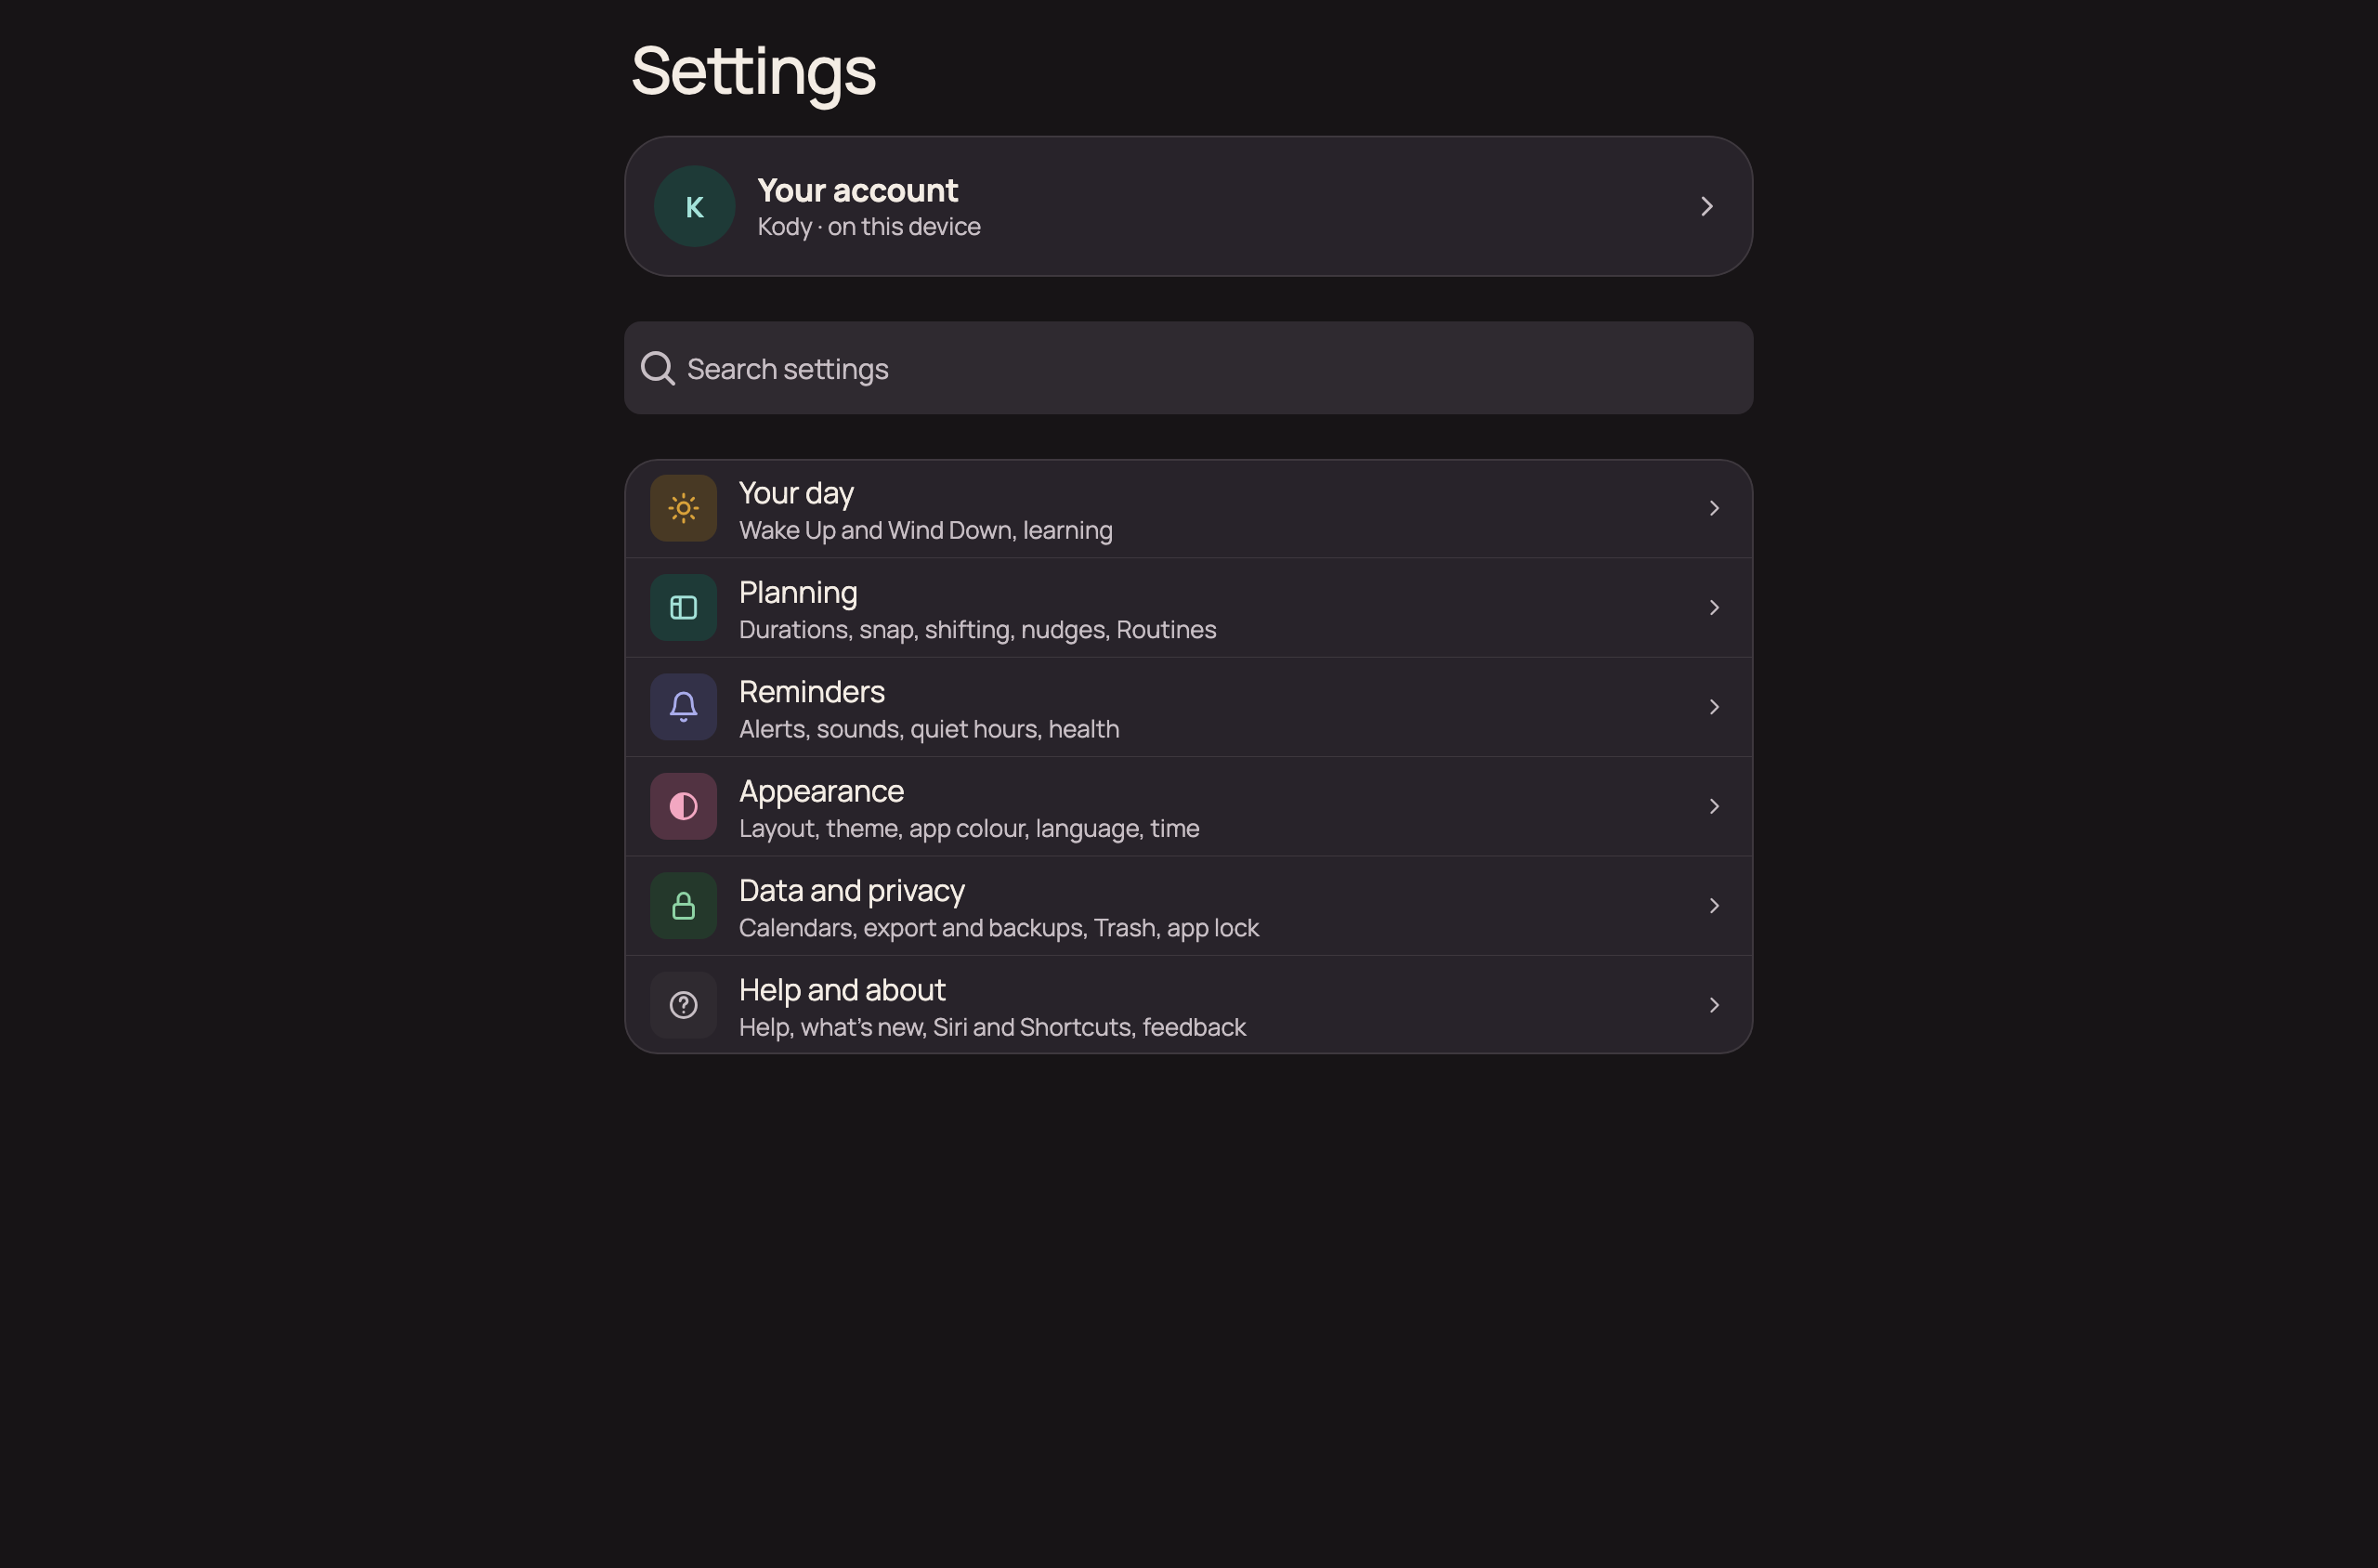 Settings
K
Your account
Kody · on this device
Search settings
Your day
Wake Up and Wind Down, learning
Planning
Durations, snap, shifting, nudges, Routines
Reminders
Alerts, sounds, quiet hours, health
Appearance
Layout, theme, app colour, language, time
Data and privacy
Calendars, export and backups, Trash, app lock
Help and about
Help, what’s new, Siri and Shortcuts, feedback